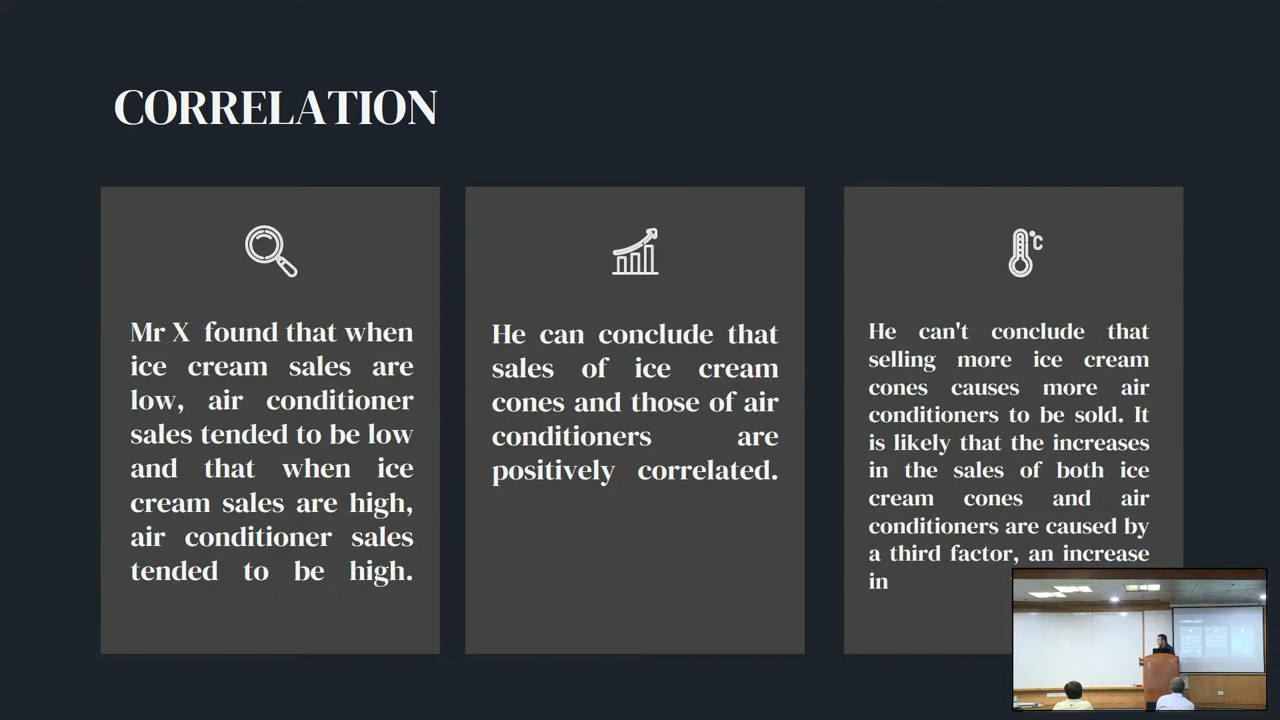 CORRELATION
Mr X found that when
ice cream sales are
low, air conditioner
sales tended to be low
and that when ice
cream sales are high,
air conditioner sales
tended to be high.
He can conclude that
sales of ice cream
cones and those of air
conditioners are
positively correlated.
°C
He can't conclude that
selling more ice cream
cones causes more air
conditioners to be sold. It
is likely that the increases
in the sales of both ice
cream cones and air
conditioners are caused by
a third factor, an increase
in